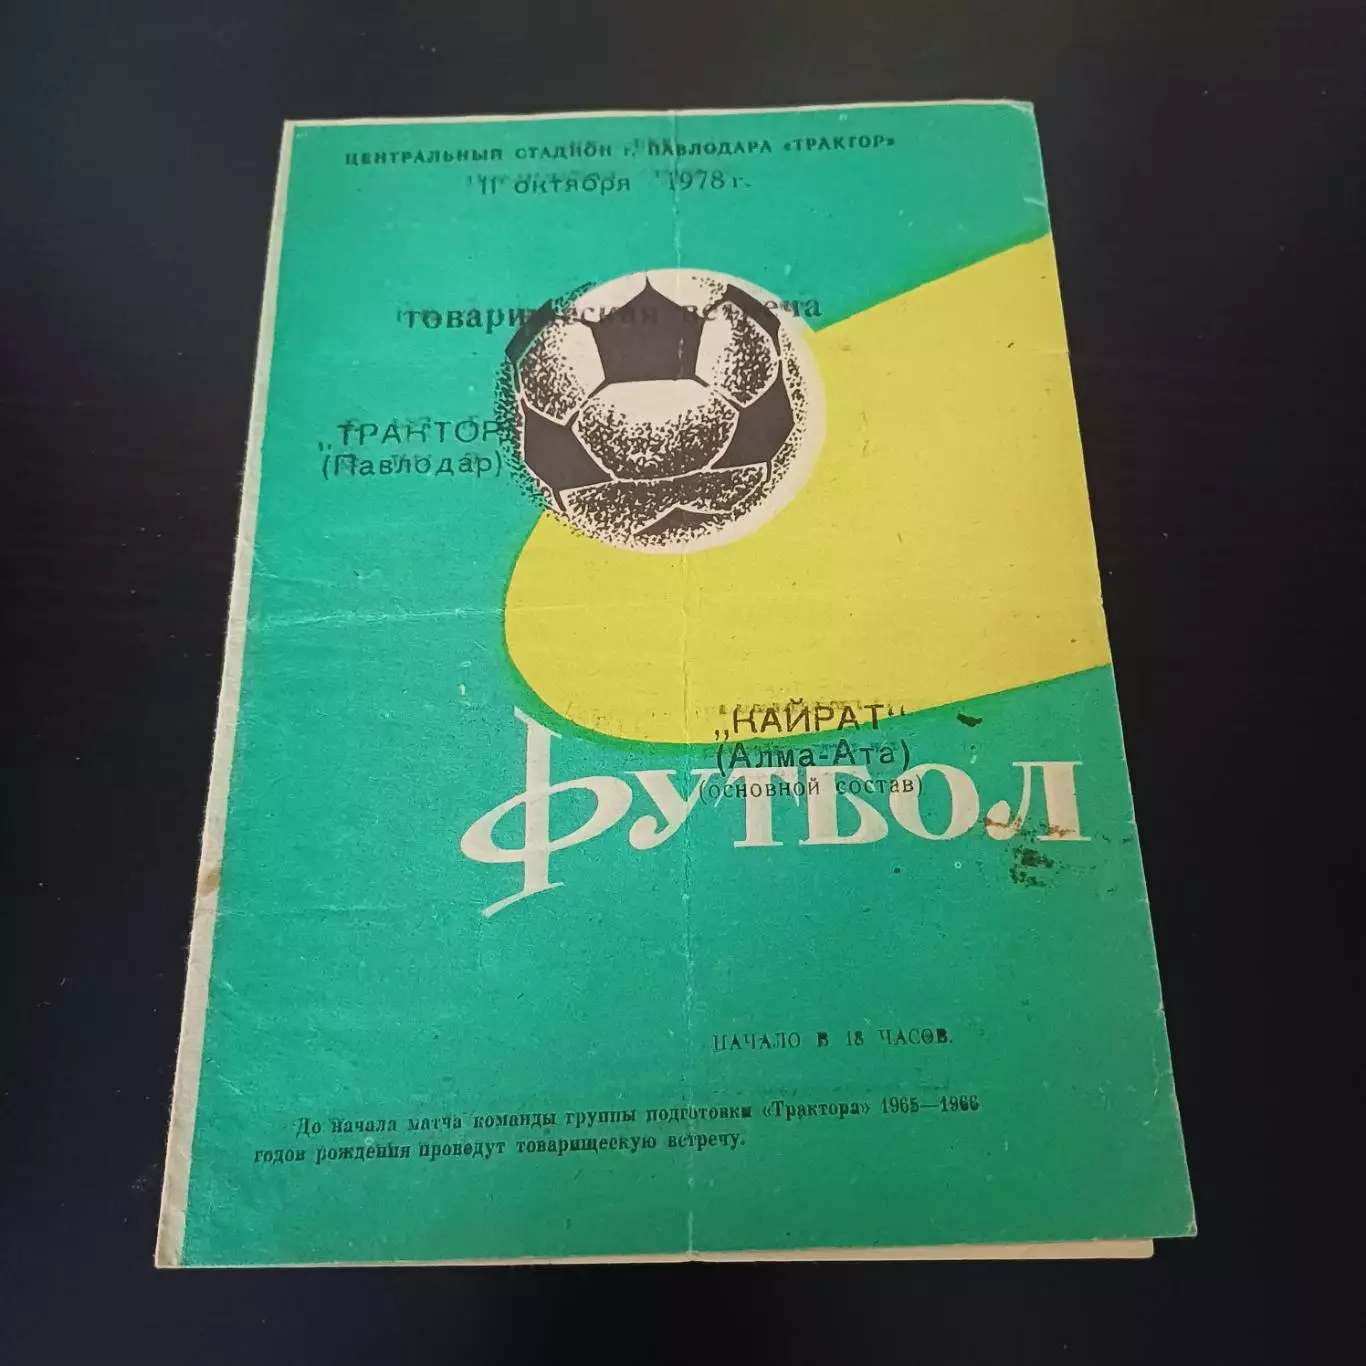 ЦЕНТРАЛЬНЫЙ СТАДИОН г. ПАВЛОДАРА «ТРАКТОР»
11 октября 1978 г.
товарищеская встреча
„ТРАКТОР
(Павлодар)
„КАЙРАТ“
(Алма-Ата)
(основной состав)
ФУТБОЛ
НАЧАЛО В 18 ЧАСОВ.
До начала матча команды группы подготовки «Трактора» 1965—1966
годов рождения проведут товарищескую встречу.